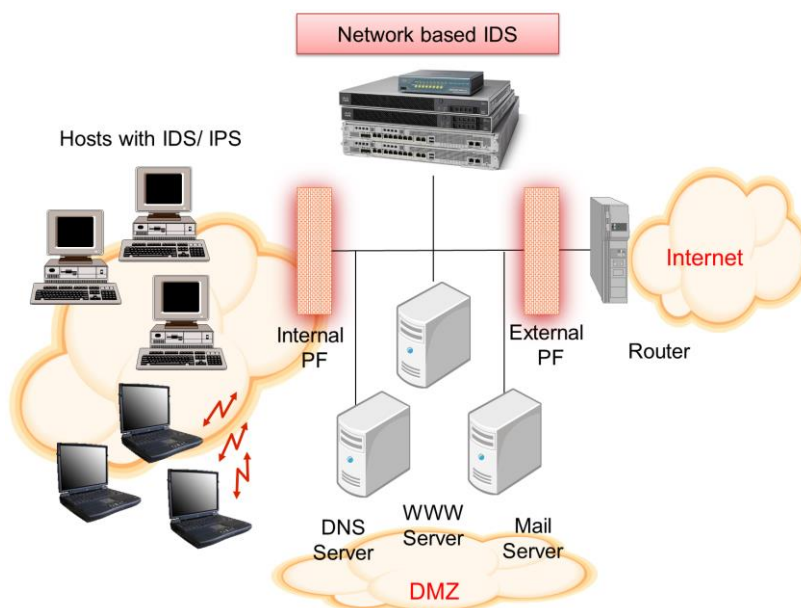 Network based IDS
Hosts with IDS/ IPS
Internet
Internal
PF
External
PF
Router
DNS
Server
WWW
Server
Mail
Server
DMZ